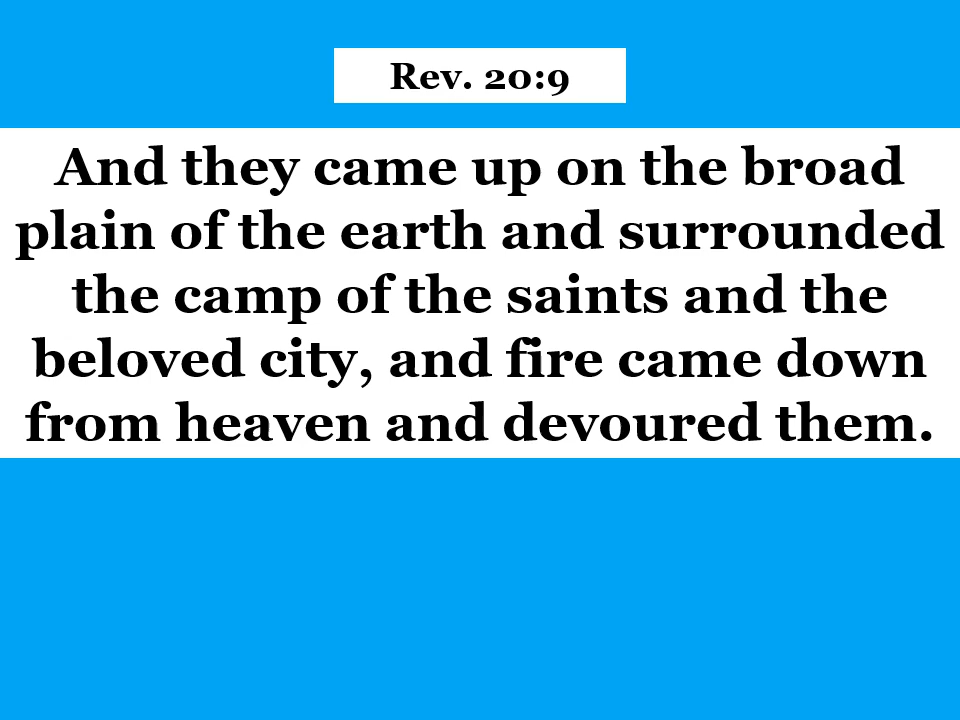 Rev. 20:9
And they came up on the broad
plain of the earth and surrounded
the camp of the saints and the
beloved city, and fire came down
from heaven and devoured them.